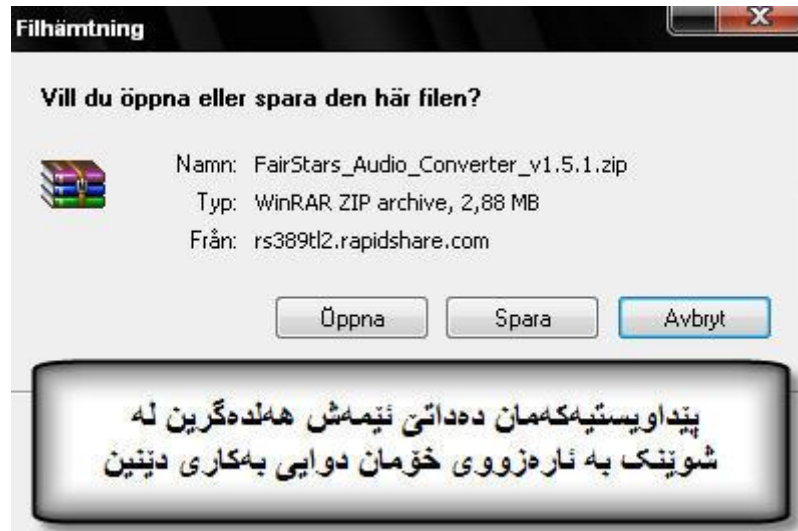 Filhämtning
Vill du öppna eller spara den här filen?
Namn: FairStars_Audio_Converter_v1.5.1.zip
Typ: WinRAR ZIP archive, 2,88 MB
Från: rs389tl2.rapidshare.com
Öppna Spara Avbryt
پێداویستیەکەمان دەداتێ ئێمەش هەلدەگرین لە
شوێنک بە ئارەزووی خۆمان دوایی بەکاری دێنین